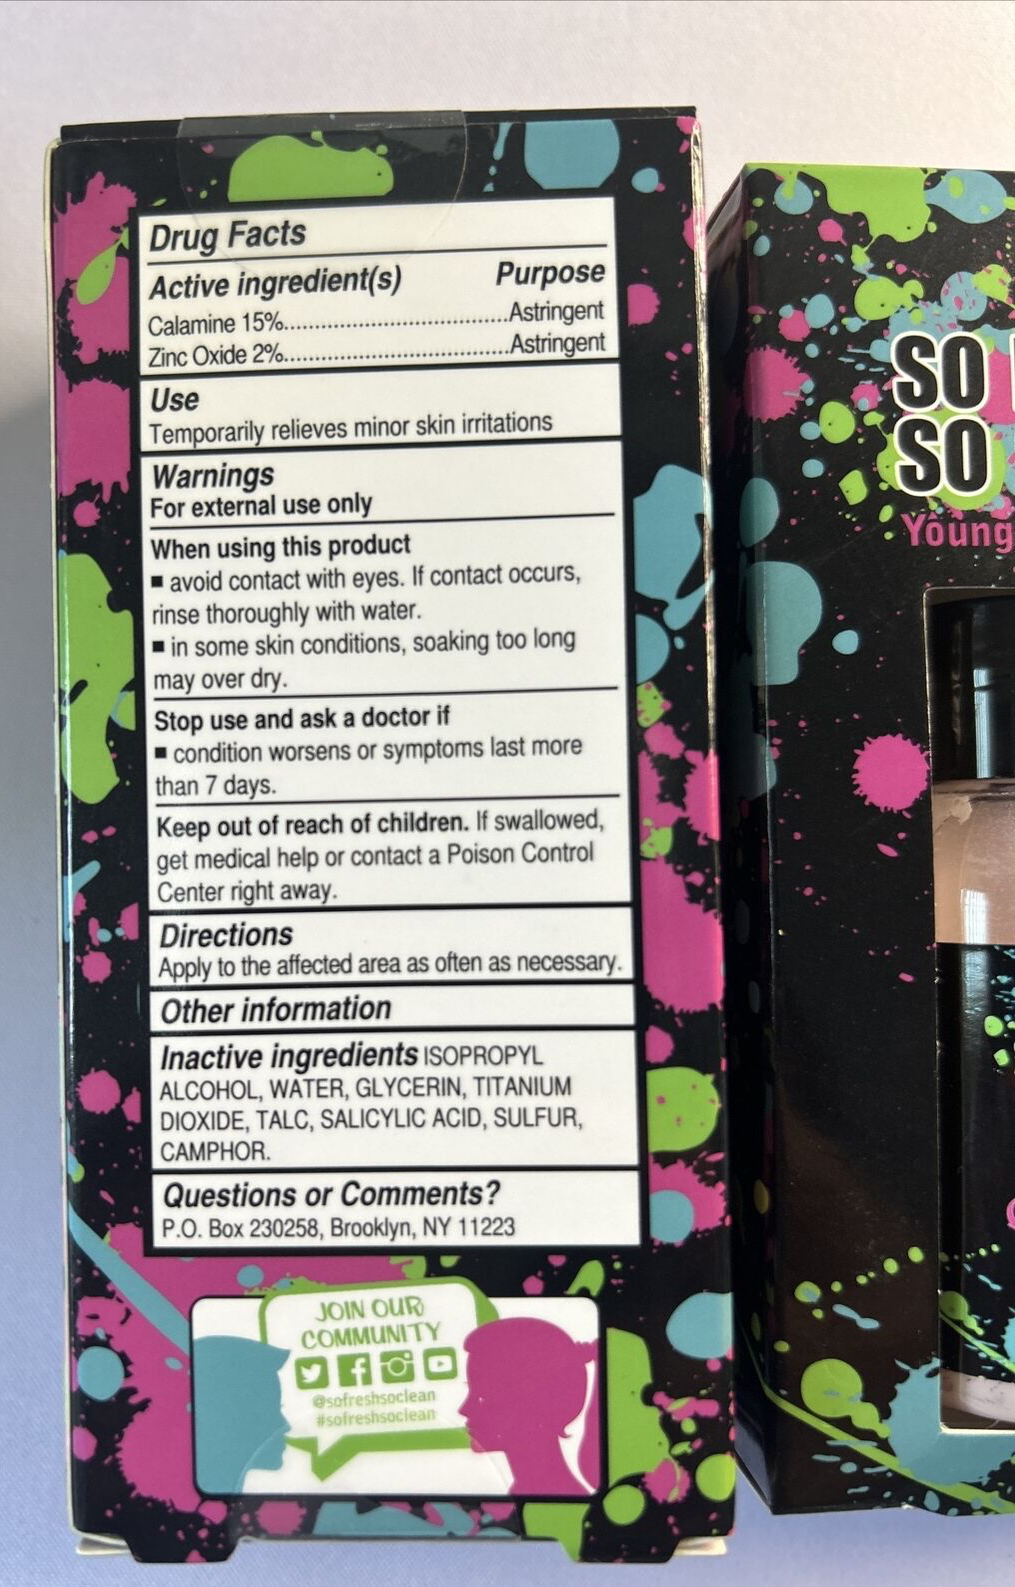 Drug Facts
Active ingredient(s) Purpose
Calamine 15%..........................................Astringent
Zinc Oxide 2%..........................................Astringent
Use
Temporarily relieves minor skin irritations
Warnings
For external use only
When using this product
■ avoid contact with eyes. If contact occurs,
rinse thoroughly with water.
■ in some skin conditions, soaking too long
may over dry.
Stop use and ask a doctor if
■ condition worsens or symptoms last more
than 7 days.
Keep out of reach of children. If swallowed,
get medical help or contact a Poison Control
Center right away.
Directions
Apply to the affected area as often as necessary.
Other information
Inactive ingredients ISOPROPYL
ALCOHOL, WATER, GLYCERIN, TITANIUM
DIOXIDE, TALC, SALICYLIC ACID, SULFUR,
CAMPHOR.
Questions or Comments?
P.O. Box 230258, Brooklyn, NY 11223
JOIN OUR
COMMUNITY
@sofreshsoclean
#sofreshsoclean
SO
SO
Young